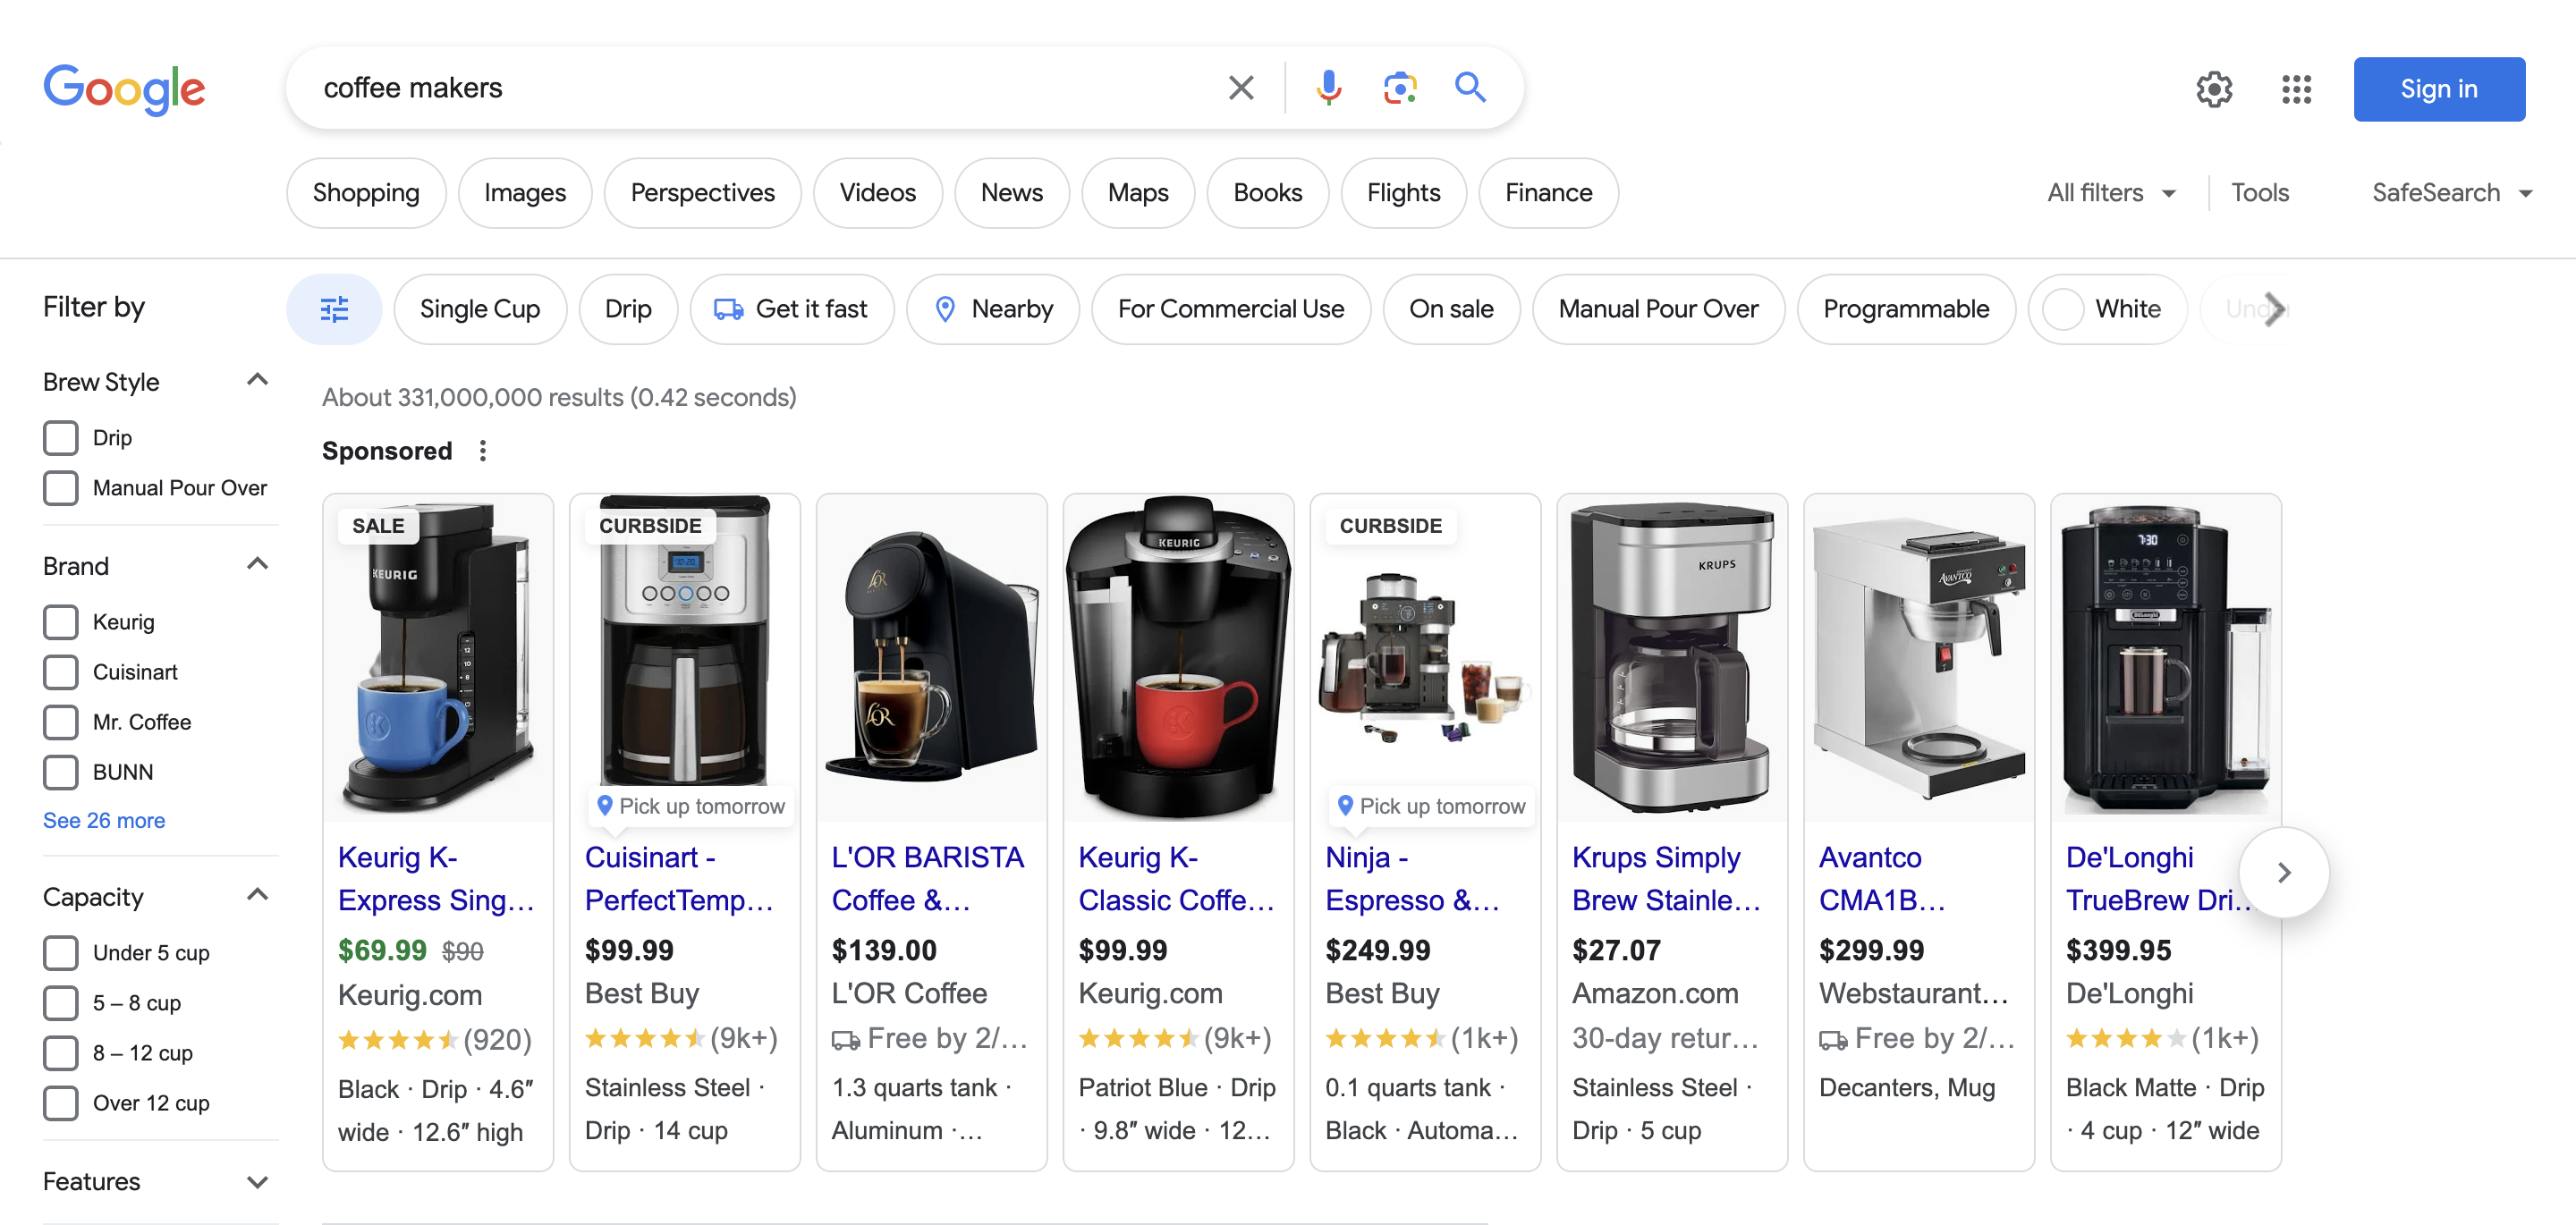 Google
coffee makers
Sign in
Shopping
Images
Perspectives
Videos
News
Maps
Books
Flights
Finance
All filters
Tools
SafeSearch
Filter by
Single Cup
Drip
Get it fast
Nearby
For Commercial Use
On sale
Manual Pour Over
Programmable
White
Brew Style
Drip
Manual Pour Over
Brand
Keurig
Cuisinart
Mr. Coffee
BUNN
See 26 more
Capacity
Under 5 cup
5 – 8 cup
8 – 12 cup
Over 12 cup
Features
About 331,000,000 results (0.42 seconds)
Sponsored
SALE
KEURIG
Keurig K-
Express Sing...
$69.99 $90
Keurig.com
(920)
Black · Drip · 4.6″
wide · 12.6″ high
CURBSIDE
Pick up tomorrow
Cuisinart -
PerfectTemp...
$99.99
Best Buy
(9k+)
Stainless Steel ·
Drip · 14 cup
L'OR
L'OR
L'OR BARISTA
Coffee &...
$139.00
L'OR Coffee
Free by 2/...
1.3 quarts tank ·
Aluminum ·...
KEURIG
Keurig K-
Classic Coffe...
$99.99
Keurig.com
(9k+)
Patriot Blue · Drip
· 9.8″ wide · 12...
CURBSIDE
Pick up tomorrow
Ninja -
Espresso &...
$249.99
Best Buy
(1k+)
0.1 quarts tank ·
Black · Automa...
KRUPS
Krups Simply
Brew Stainle...
$27.07
Amazon.com
30-day retur...
Stainless Steel ·
Drip · 5 cup
AVANTCO
Avantco
CMA1B...
$299.99
Webstaurant...
Free by 2/...
Decanters, Mug
7:30
DeLonghi
De'Longhi
TrueBrew Dri...
$399.95
De'Longhi
(1k+)
Black Matte · Drip
· 4 cup · 12″ wide